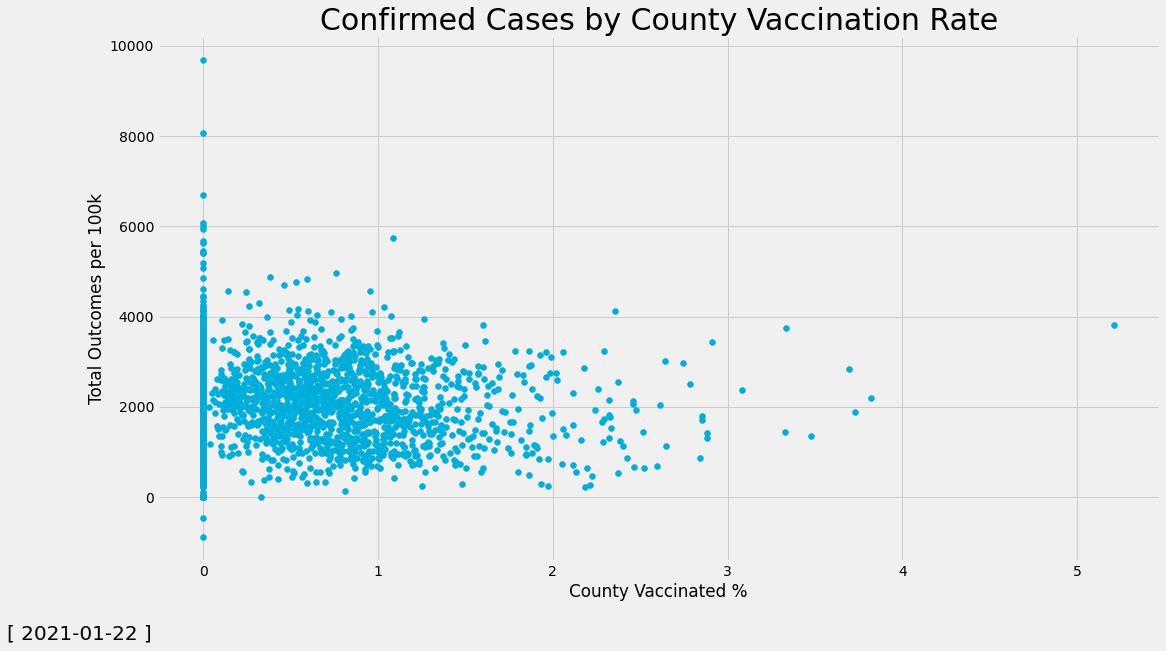 Confirmed Cases by County Vaccination Rate
10000
8000
6000
4000
2000
0
Total Outcomes per 100k
0 1 2 3 4 5
County Vaccinated %
[ 2021-01-22 ]